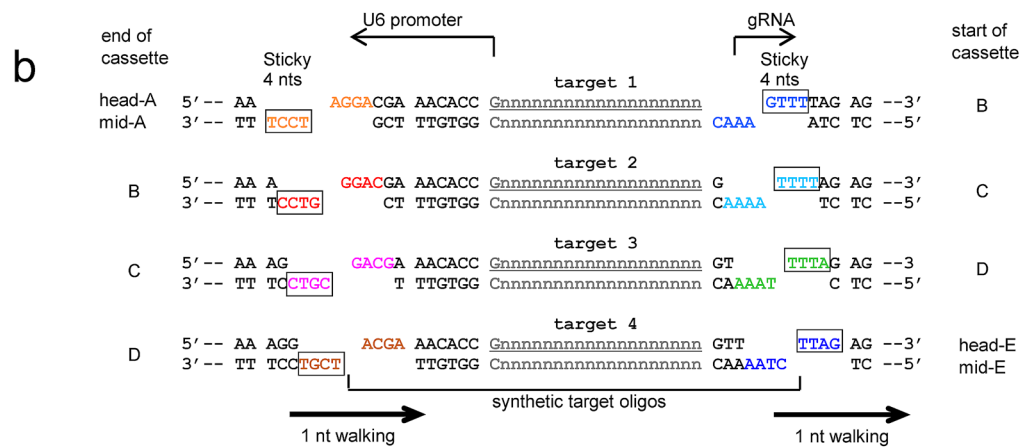 b
end of cassette
U6 promoter
gRNA
start of cassette
Sticky 4 nts
Sticky 4 nts
target 1
head-A
mid-A
5′-- AA AGGACGA AACACC Gnnnnnnnnnnnnnnnnnnnn GTTTTAG AG --3′
3′-- TT TCCT GCT TTGTGG Cnnnnnnnnnnnnnnnnnnnn CAAA ATC TC --5′
B
target 2
B
5′-- AA A GGACGA AACACC Gnnnnnnnnnnnnnnnnnnnn G TTTTAG AG --3′
3′-- TT TCCTG CT TTGTGG Cnnnnnnnnnnnnnnnnnnnn CAAAA TC TC --5′
C
target 3
C
5′-- AA AG GACGA AACACC Gnnnnnnnnnnnnnnnnnnnn GT TTTAG AG --3
3′-- TT TCCTGC T TTGTGG Cnnnnnnnnnnnnnnnnnnnn CAAAAT C TC --5′
D
target 4
D
5′-- AA AGG ACGA AACACC Gnnnnnnnnnnnnnnnnnnnn GTT TTAG AG --3′
3′-- TT TCCTGCT TTGTGG Cnnnnnnnnnnnnnnnnnnnn CAAAATC TC --5′
head-E
mid-E
synthetic target oligos
1 nt walking
1 nt walking